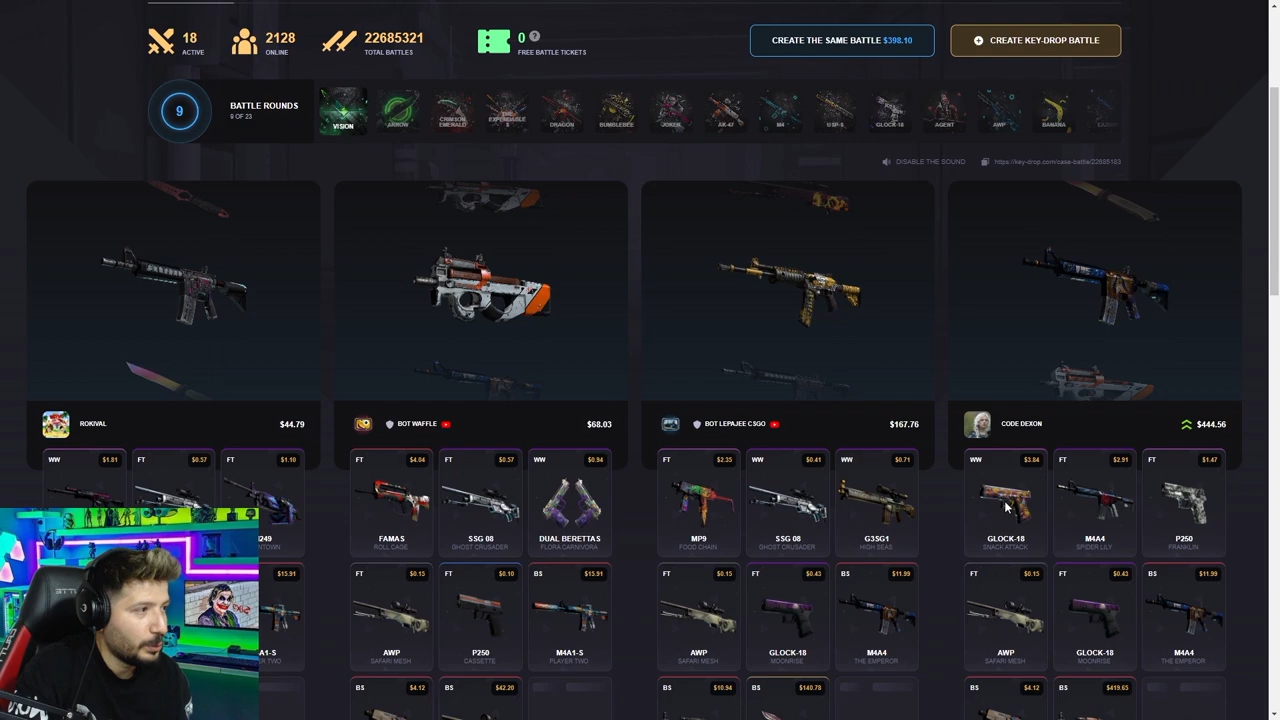 18
ACTIVE
2128
ONLINE
22685321
TOTAL BATTLES
0
FREE BATTLE TICKETS
CREATE THE SAME BATTLE $398.10
CREATE KEY-DROP BATTLE
9
BATTLE ROUNDS
9 OF 23
VISION
ARROW
CRIMSON EMERALD
DRAGON
BUMBLEBEE
JOKER
AK-47
M4
USP-S
GLOCK-18
AGENT
AWP
BANANA
DISABLE THE SOUND
https://key-drop.com/case-battle/22685183
ROKIVAL $44.79
BOT WAFFLE $68.03
BOT LEPAJEE CSGO $167.76
CODE DEXON $444.56
WW $1.81 FT $0.57 FT $1.10
FT $4.04 FT $0.57 WW $0.94
FT $2.35 WW $0.41 WW $0.71
WW $3.84 FT $2.91 FT $1.47
FAMAS SSG 08 DUAL BERETTAS
ROLL CAGE GHOST CRUSADER FLORA CARNIVORA
MP9 SSG 08 G3SG1
FOOD CHAIN GHOST CRUSADER HIGH SEAS
GLOCK-18 M4A4 P250
SNACK ATTACK SPIDER LILY FRANKLIN
$15.91
FT $0.15 FT $0.10 BS $15.91
FT $0.15 FT $0.43 BS $11.99
FT $0.15 FT $0.43 BS $11.99
AWP P250 M4A1-S
SAFARI MESH CASSETTE PLAYER TWO
AWP GLOCK-18 M4A4
SAFARI MESH MOONRISE THE EMPEROR
AWP GLOCK-18 M4A4
SAFARI MESH MOONRISE THE EMPEROR
BS $4.12 BS $42.20
BS $10.94 BS $140.78
BS $4.12 BS $419.65